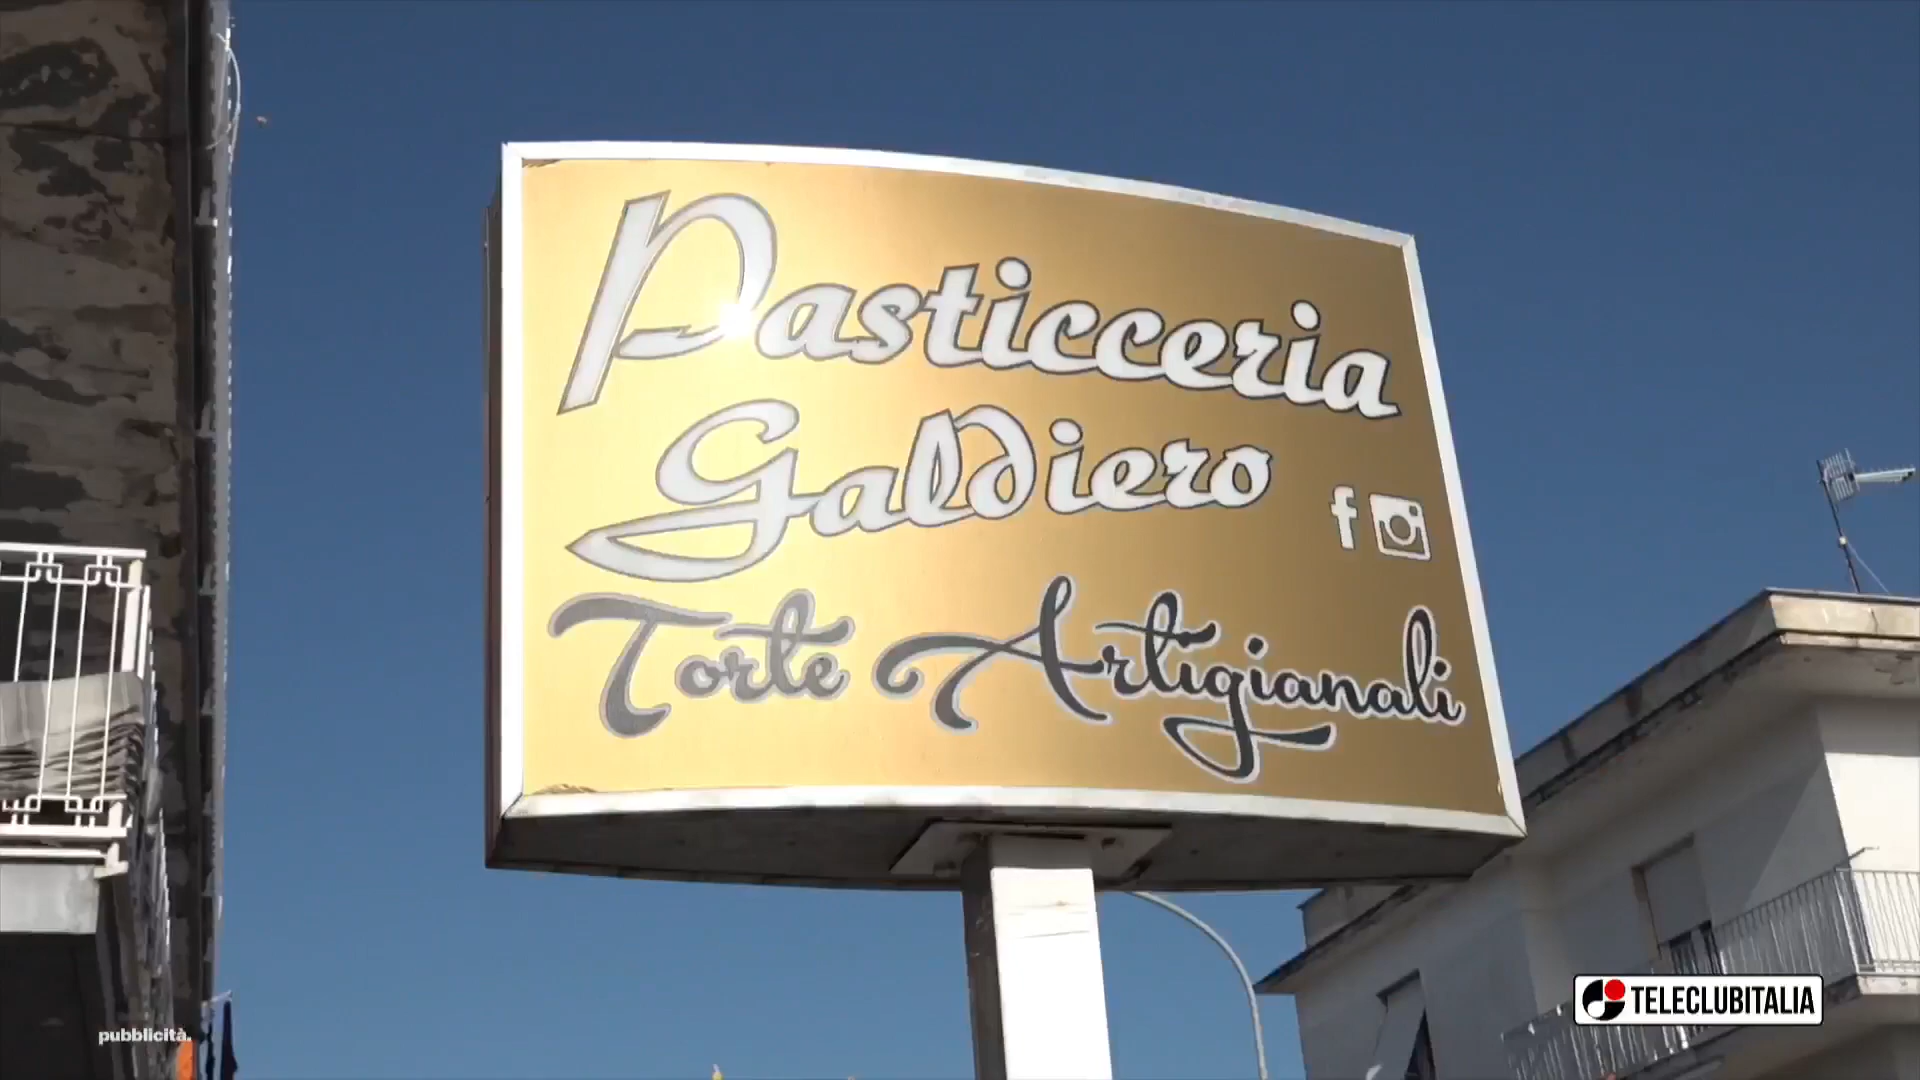 Pasticceria
Galdiero
Torte Artigianali
TELECLUBITALIA
pubblicità.